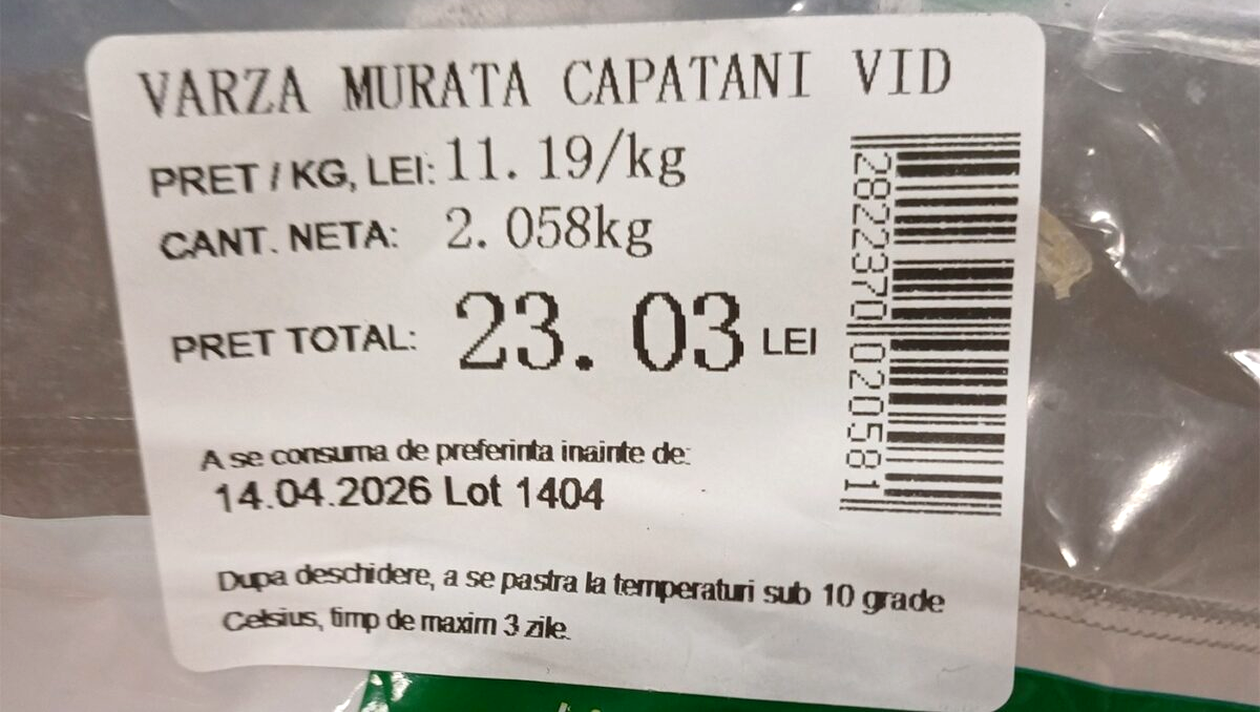 VARZA MURATA CAPATANI VID
PRET / KG, LEI: 11. 19/kg
CANT. NETA: 2. 058kg
PRET TOTAL: 23. 03 LEI
A se consuma de preferinta inainte de:
14.04.2026 Lot 1404
Dupa deschidere, a se pastra la temperaturi sub 10 grade
Celsius, timp de maxim 3 zile.
2822370020581